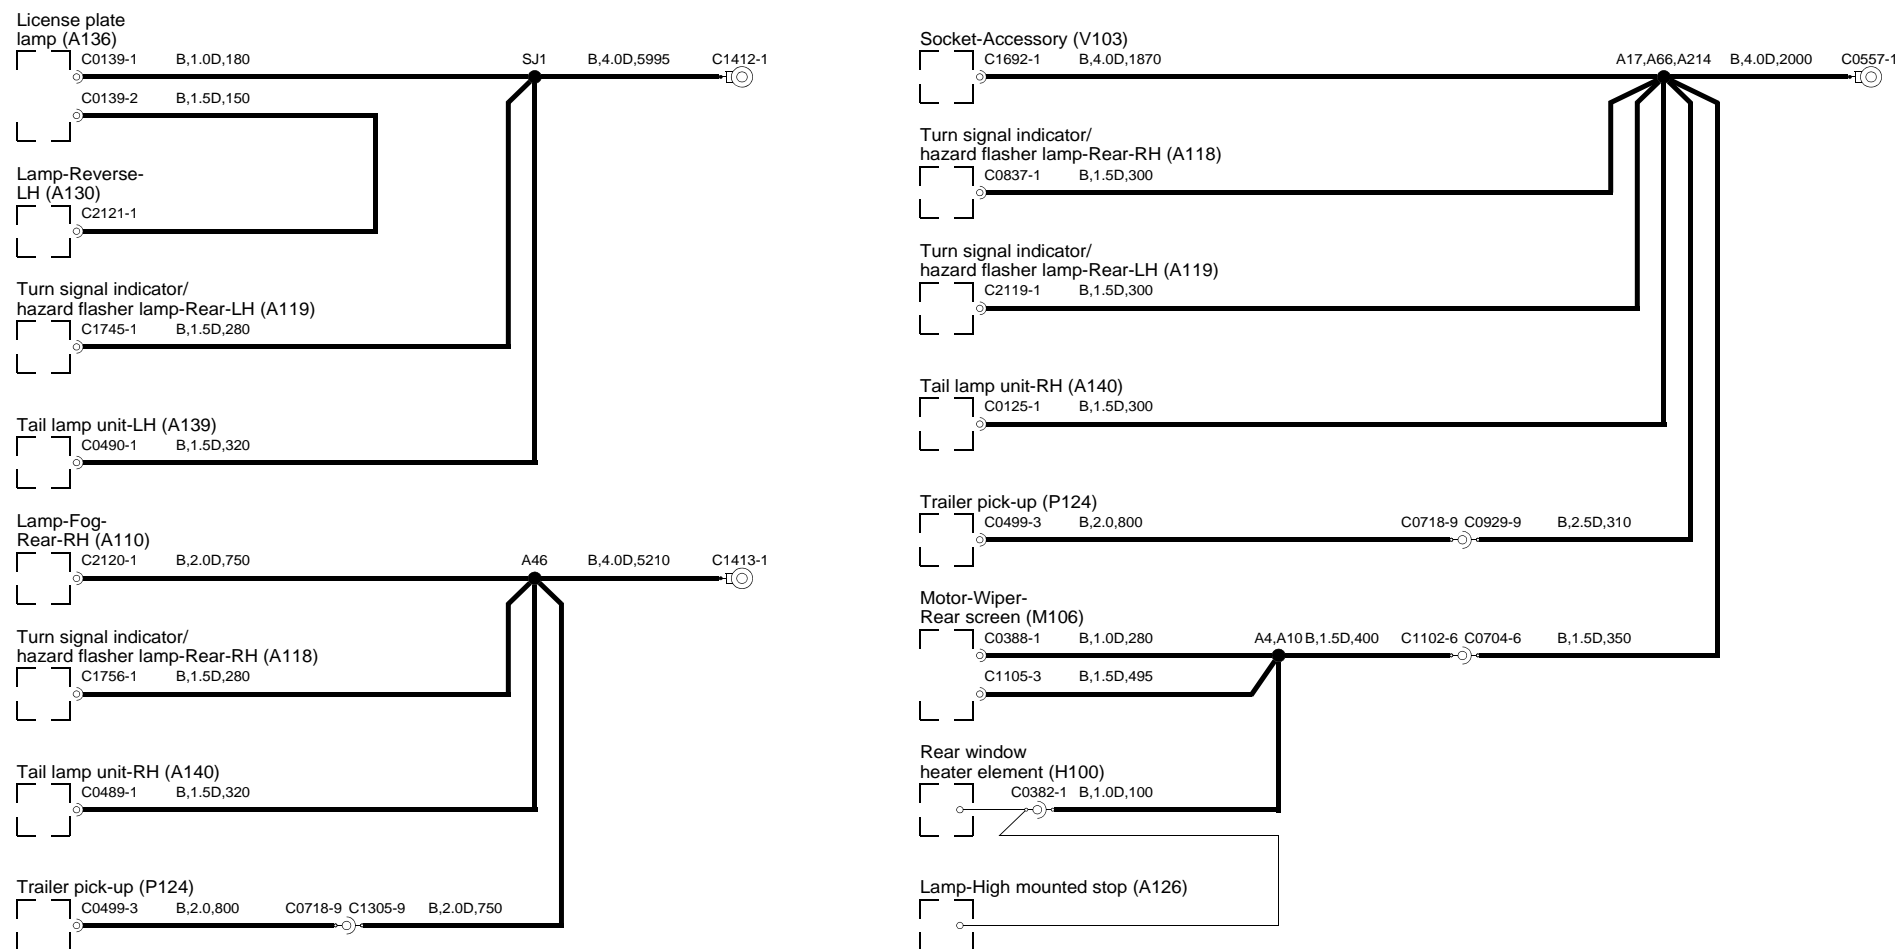 License plate
lamp (A136)
C0139-1 B,1.0D,180 SJ1 B,4.0D,5995 C1412-1
C0139-2 B,1.5D,150
Lamp-Reverse-
LH (A130)
C2121-1
Turn signal indicator/
hazard flasher lamp-Rear-LH (A119)
C1745-1 B,1.5D,280
Tail lamp unit-LH (A139)
C0490-1 B,1.5D,320
Lamp-Fog-
Rear-RH (A110)
C2120-1 B,2.0D,750 A46 B,4.0D,5210 C1413-1
Turn signal indicator/
hazard flasher lamp-Rear-RH (A118)
C1756-1 B,1.5D,280
Tail lamp unit-RH (A140)
C0489-1 B,1.5D,320
Trailer pick-up (P124)
C0499-3 B,2.0,800 C0718-9 C1305-9 B,2.0D,750
Socket-Accessory (V103)
C1692-1 B,4.0D,1870 A17,A66,A214 B,4.0D,2000 C0557-1
Turn signal indicator/
hazard flasher lamp-Rear-RH (A118)
C0837-1 B,1.5D,300
Turn signal indicator/
hazard flasher lamp-Rear-LH (A119)
C2119-1 B,1.5D,300
Tail lamp unit-RH (A140)
C0125-1 B,1.5D,300
Trailer pick-up (P124)
C0499-3 B,2.0,800 C0718-9 C0929-9 B,2.5D,310
Motor-Wiper-
Rear screen (M106)
C0388-1 B,1.0D,280 A4,A10 B,1.5D,400 C1102-6 C0704-6 B,1.5D,350
C1105-3 B,1.5D,495
Rear window
heater element (H100)
C0382-1 B,1.0D,100
Lamp-High mounted stop (A126)